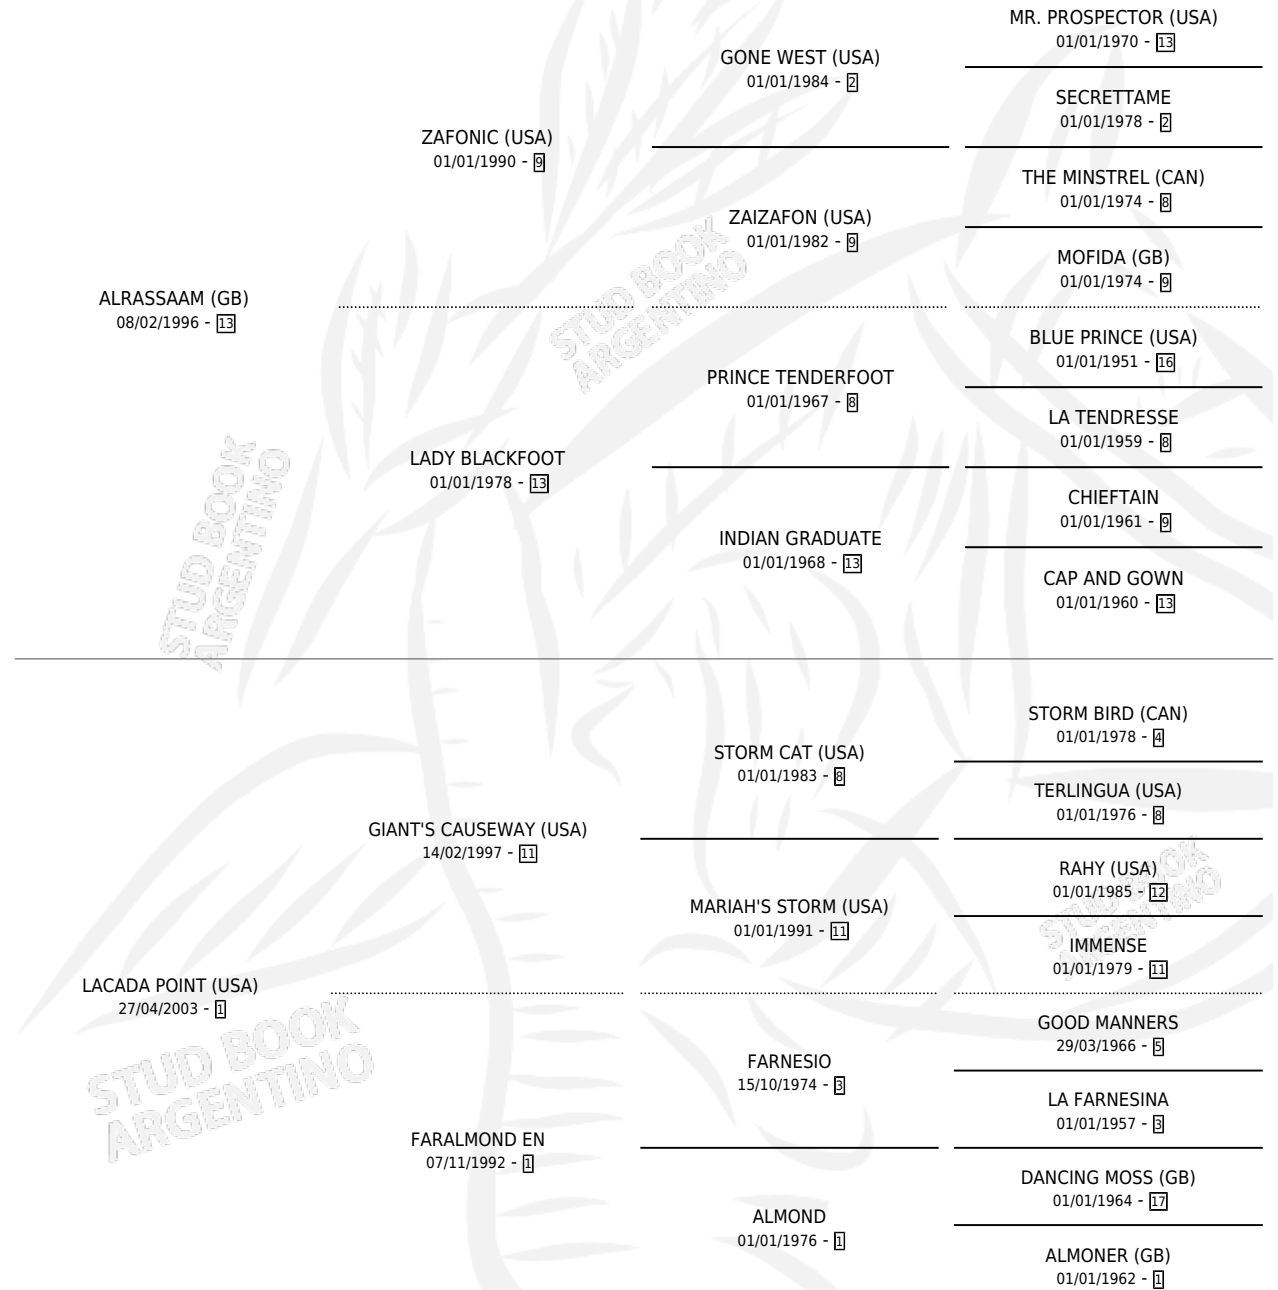 MR. PROSPECTOR (USA)
01/01/1970 - 13
GONE WEST (USA)
01/01/1984 - 2
SECRETTAME
01/01/1978 - 2
ZAFONIC (USA)
01/01/1990 - 9
THE MINSTREL (CAN)
01/01/1974 - 8
ZAIZAFON (USA)
01/01/1982 - 9
MOFIDA (GB)
01/01/1974 - 9
ALRASSAAM (GB)
08/02/1996 - 13
BLUE PRINCE (USA)
01/01/1951 - 16
PRINCE TENDERFOOT
01/01/1967 - 8
LA TENDRESSE
01/01/1959 - 8
LADY BLACKFOOT
01/01/1978 - 13
CHIEFTAIN
01/01/1961 - 9
INDIAN GRADUATE
01/01/1968 - 13
CAP AND GOWN
01/01/1960 - 13
STORM BIRD (CAN)
01/01/1978 - 4
STORM CAT (USA)
01/01/1983 - 8
TERLINGUA (USA)
01/01/1976 - 8
GIANT'S CAUSEWAY (USA)
14/02/1997 - 11
RAHY (USA)
01/01/1985 - 12
MARIAH'S STORM (USA)
01/01/1991 - 11
IMMENSE
01/01/1979 - 11
LACADA POINT (USA)
27/04/2003 - 1
GOOD MANNERS
29/03/1966 - 5
FARNESIO
15/10/1974 - 3
LA FARNESINA
01/01/1957 - 3
FARALMOND EN
07/11/1992 - 1
DANCING MOSS (GB)
01/01/1964 - 17
ALMOND
01/01/1976 - 1
ALMONER (GB)
01/01/1962 - 1
STUD BOOK
ARGENTINO
STUD BOOK
ARGENTINO
STUD BOOK
ARGENTINO
STUD BOOK
ARGENTINO